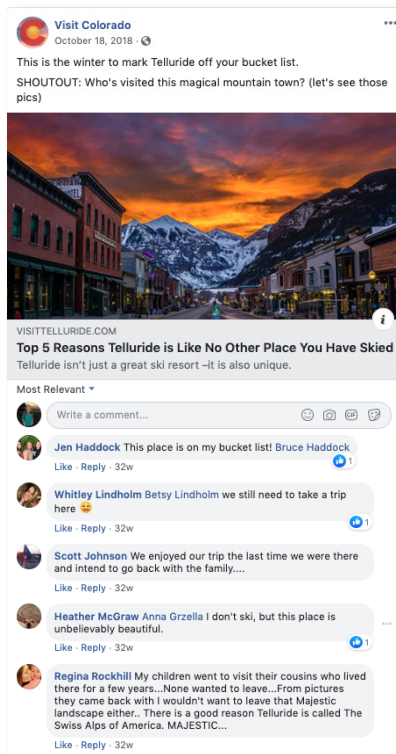 Visit Colorado
October 18, 2018
This is the winter to mark Telluride off your bucket list.
SHOUTOUT: Who's visited this magical mountain town? (let's see those
pics)
VISITTELLURIDE.COM
Top 5 Reasons Telluride is Like No Other Place You Have Skied
Telluride isn't just a great ski resort –it is also unique.
Most Relevant
Write a comment...
GIF
Jen Haddock This place is on my bucket list! Bruce Haddock
1
Like · Reply · 32w
Whitley Lindholm Betsy Lindholm we still need to take a trip
here 😅
1
Like · Reply · 32w
Scott Johnson We enjoyed our trip the last time we were there
and intend to go back with the family....
Like · Reply · 32w
Heather McGraw Anna Grzella I don't ski, but this place is
unbelievably beautiful.
1
Like · Reply · 32w
Regina Rockhill My children went to visit their cousins who lived
there for a few years...None wanted to leave...From pictures
they came back with I wouldn't want to leave that Majestic
landscape either.. There is a good reason Telluride is called The
Swiss Alps of America. MAJESTIC...
Like · Reply · 32w